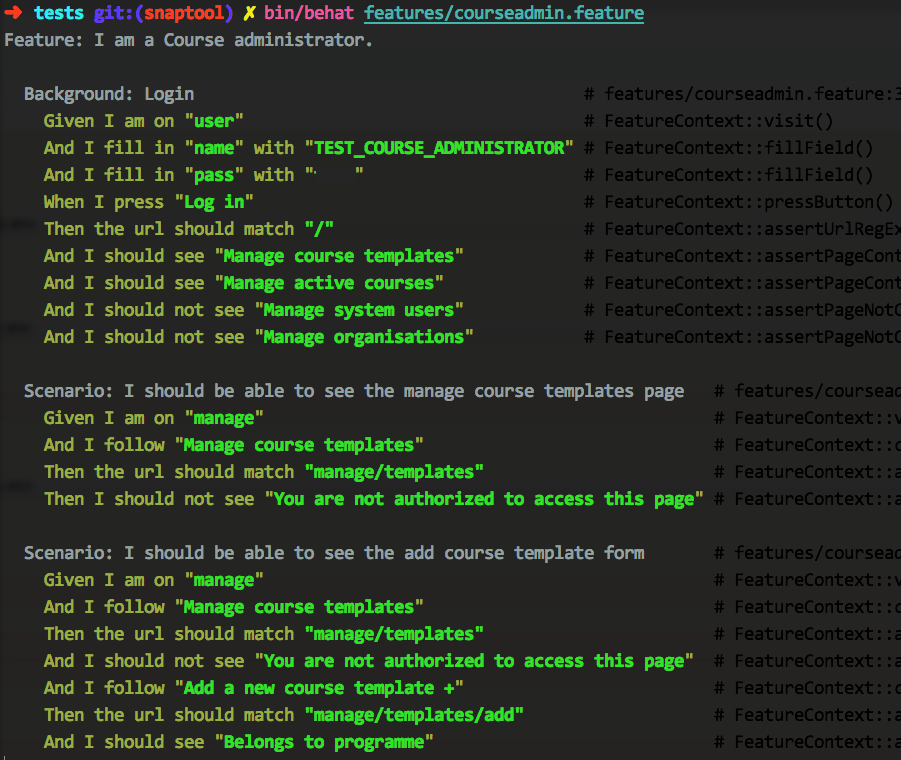 ➜ tests git:(snaptool) ✗ bin/behat features/courseadmin.feature
Feature: I am a Course administrator.
Background: Login # features/courseadmin.feature:3
Given I am on "user" # FeatureContext::visit()
And I fill in "name" with "TEST_COURSE_ADMINISTRATOR" # FeatureContext::fillField()
And I fill in "pass" with " " # FeatureContext::fillField()
When I press "Log in" # FeatureContext::pressButton()
Then the url should match "/" # FeatureContext::assertUrlRegEx
And I should see "Manage course templates" # FeatureContext::assertPageCont
And I should see "Manage active courses" # FeatureContext::assertPageCont
And I should not see "Manage system users" # FeatureContext::assertPageNotC
And I should not see "Manage organisations" # FeatureContext::assertPageNotC
Scenario: I should be able to see the manage course templates page # features/coursead
Given I am on "manage" # FeatureContext::v
And I follow "Manage course templates" # FeatureContext::c
Then the url should match "manage/templates" # FeatureContext::a
Then I should not see "You are not authorized to access this page" # FeatureContext::a
Scenario: I should be able to see the add course template form # features/coursead
Given I am on "manage" # FeatureContext::v
And I follow "Manage course templates" # FeatureContext::c
Then the url should match "manage/templates" # FeatureContext::a
And I should not see "You are not authorized to access this page" # FeatureContext::a
And I follow "Add a new course template +" # FeatureContext::c
Then the url should match "manage/templates/add" # FeatureContext::a
And I should see "Belongs to programme" # FeatureContext::a